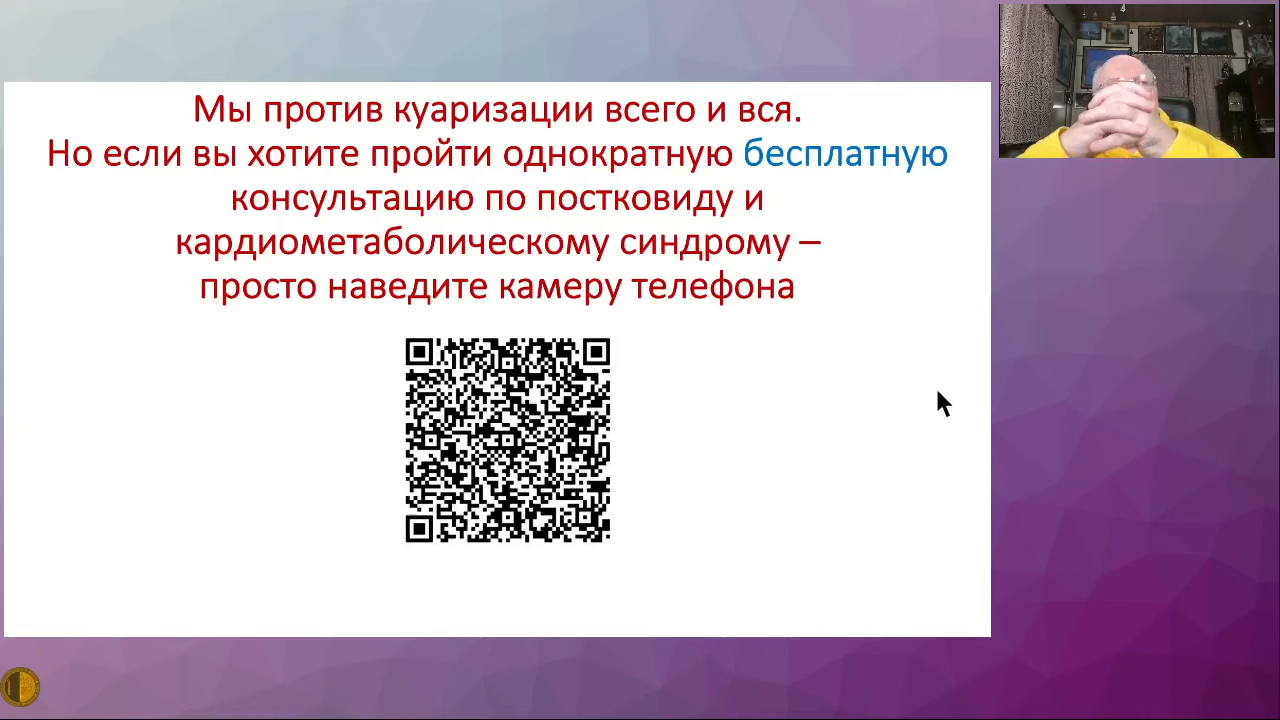 Мы против куаризации всего и вся.
Но если вы хотите пройти однократную бесплатную
консультацию по постковиду и
кардиометаболическому синдрому –
просто наведите камеру телефона